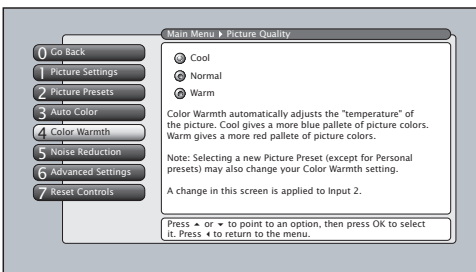 Main Menu ▸ Picture Quality
0 Go Back
1 Picture Settings
2 Picture Presets
3 Auto Color
4 Color Warmth
5 Noise Reduction
6 Advanced Settings
7 Reset Controls
Cool
Normal
Warm
Color Warmth automatically adjusts the "temperature" of
the picture. Cool gives a more blue pallete of picture colors.
Warm gives a more red pallete of picture colors.
Note: Selecting a new Picture Preset (except for Personal
presets) may also change your Color Warmth setting.
A change in this screen is applied to Input 2.
Press ▴ or ▾ to point to an option, then press OK to select
it. Press ◂ to return to the menu.